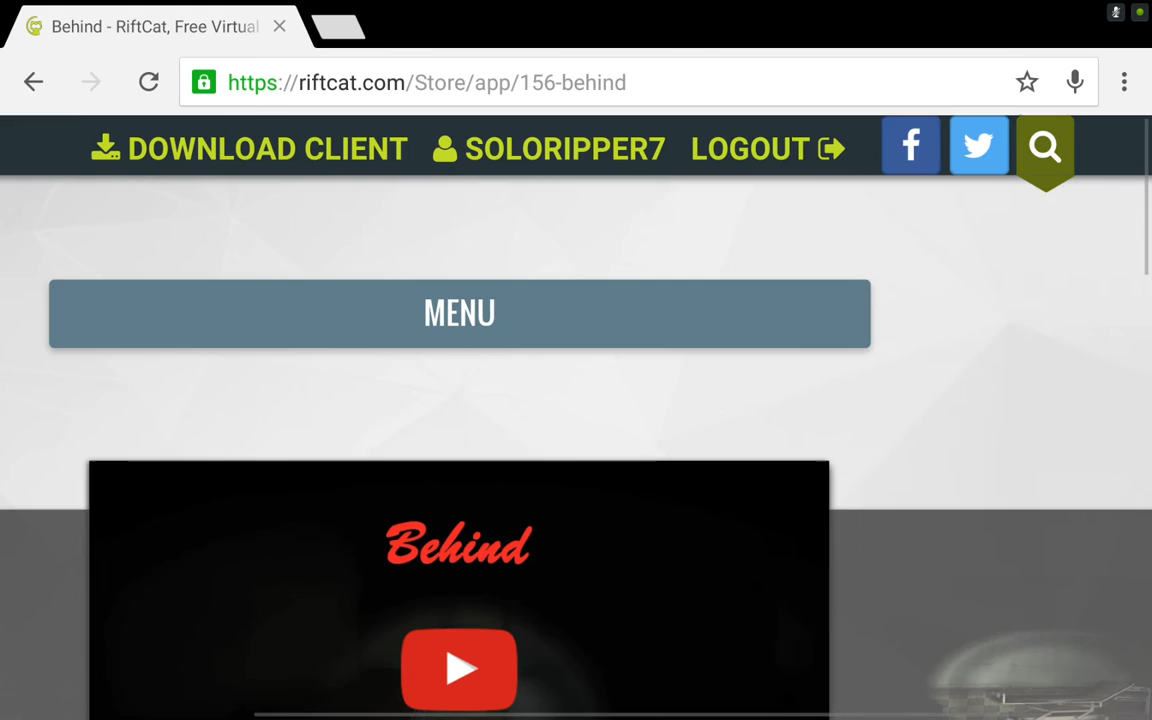 Behind - RiftCat, Free Virtual
https://riftcat.com/Store/app/156-behind
DOWNLOAD CLIENT SOLORIPPER7 LOGOUT
MENU
Behind